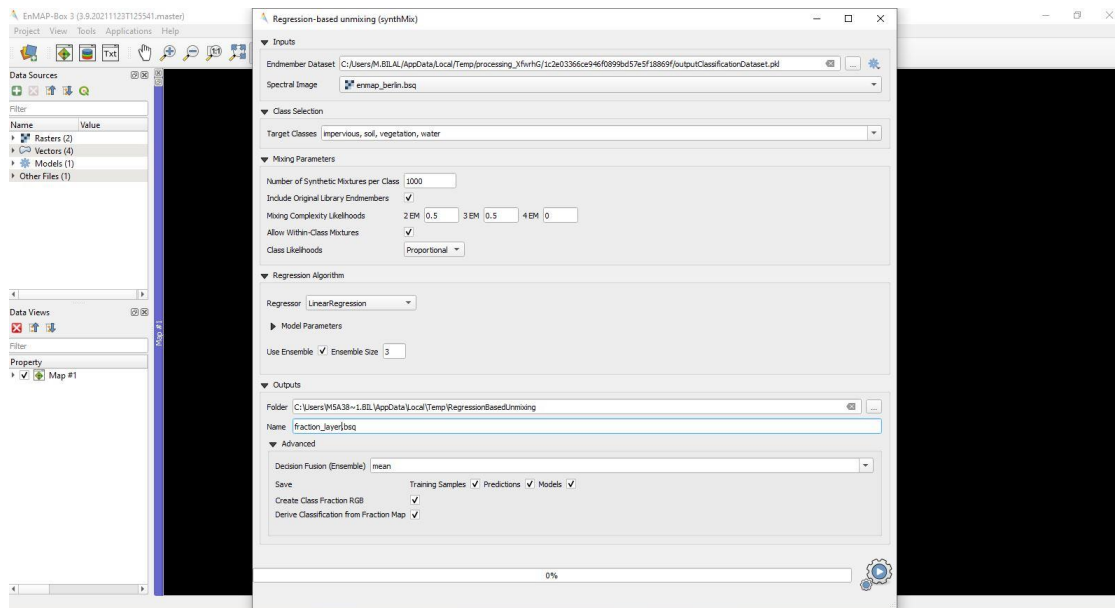 EnMAP-Box 3 (3.9.20211123T125541.master)
Project View Tools Applications Help
Txt
1:1
Data Sources
Filter
Name Value
Rasters (2)
Vectors (4)
Models (1)
Other Files (1)
Data Views
Filter
Property
Map #1
Map #1
Regression-based unmixing (synthMix)
Inputs
Endmember Dataset C:/Users/M.BILAL/AppData/Local/Temp/processing_XfwrhG/1c2e03366ce946f0899bd57e5f18869f/outputClassificationDataset.pkl ...
Spectral Image enmap_berlin.bsq
Class Selection
Target Classes impervious, soil, vegetation, water
Mixing Parameters
Number of Synthetic Mixtures per Class 1000
Include Original Library Endmembers
Mixing Complexity Likelihoods 2 EM 0.5 3 EM 0.5 4 EM 0
Allow Within-Class Mixtures
Class Likelihoods Proportional
Regression Algorithm
Regressor LinearRegression
Model Parameters
Use Ensemble Ensemble Size 3
Outputs
Folder C:\Users\M5A38~1.BIL\AppData\Local\Temp\RegressionBasedUnmixing ...
Name fraction_layer.bsq
Advanced
Decision Fusion (Ensemble) mean
Save Training Samples Predictions Models
Create Class Fraction RGB
Derive Classification from Fraction Map
0%